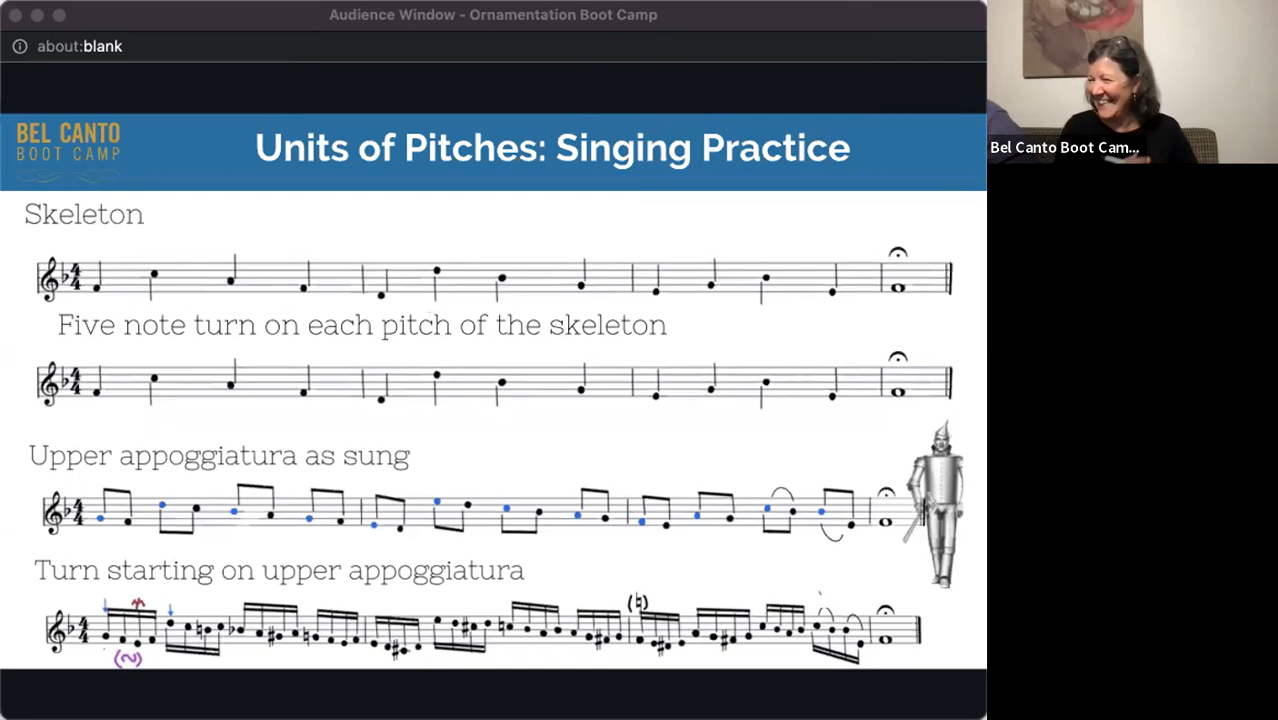 Audience Window - Ornamentation Boot Camp
about:blank
BEL CANTO
BOOT CAMP
Units of Pitches: Singing Practice
Bel Canto Boot Cam...
Skeleton
Five note turn on each pitch of the skeleton
Upper appoggiatura as sung
Turn starting on upper appoggiatura